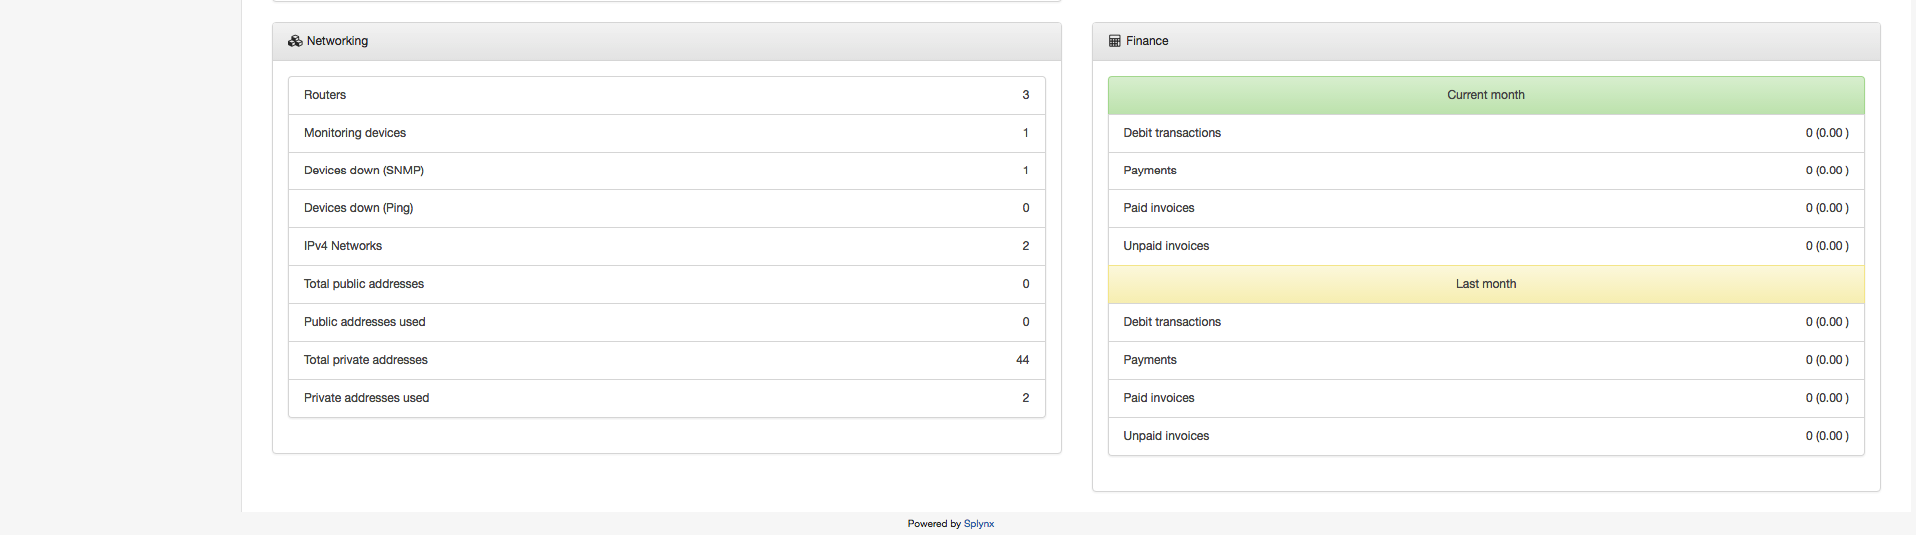 Networking
Routers 3
Monitoring devices 1
Devices down (SNMP) 1
Devices down (Ping) 0
IPv4 Networks 2
Total public addresses 0
Public addresses used 0
Total private addresses 44
Private addresses used 2
Finance
Current month
Debit transactions 0 (0.00 )
Payments 0 (0.00 )
Paid invoices 0 (0.00 )
Unpaid invoices 0 (0.00 )
Last month
Debit transactions 0 (0.00 )
Payments 0 (0.00 )
Paid invoices 0 (0.00 )
Unpaid invoices 0 (0.00 )
Powered by Splynx